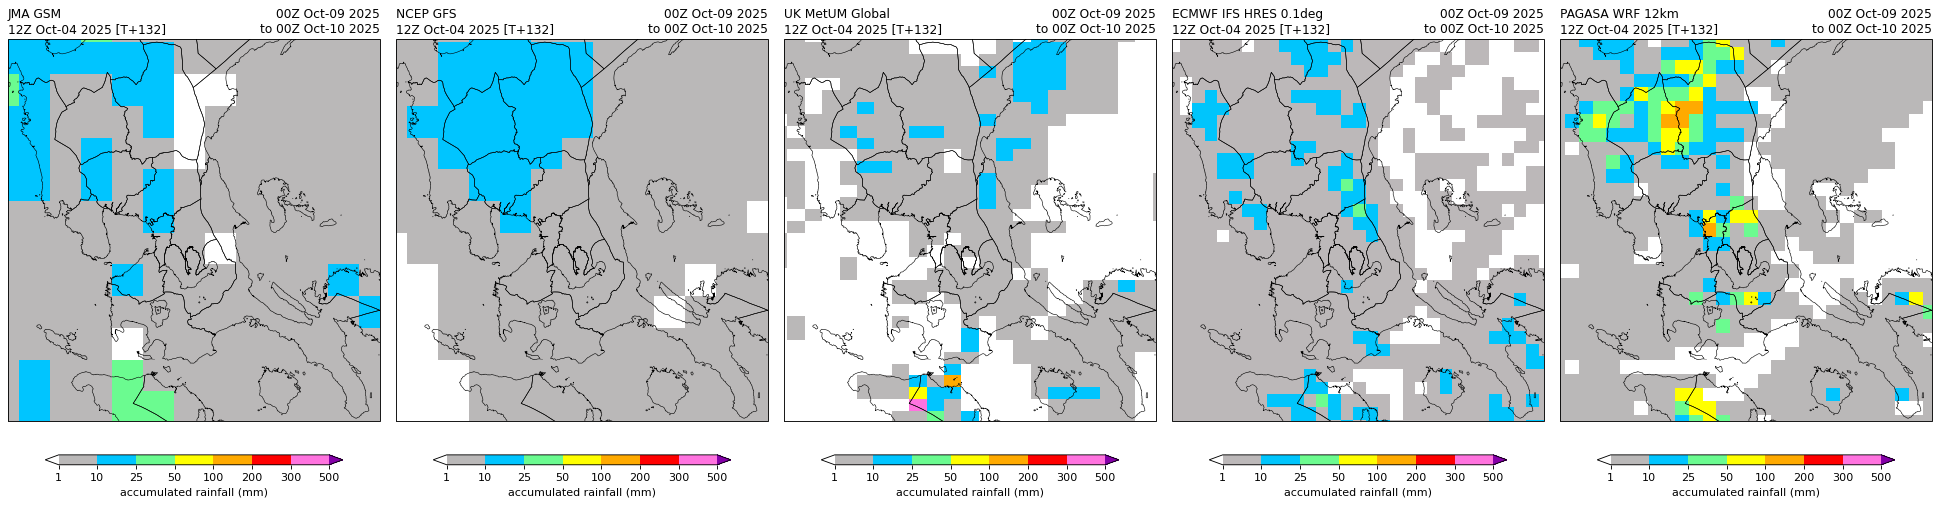 JMA GSM 00Z Oct-09 2025
12Z Oct-04 2025 [T+132] to 00Z Oct-10 2025
NCEP GFS 00Z Oct-09 2025
12Z Oct-04 2025 [T+132] to 00Z Oct-10 2025
UK MetUM Global 00Z Oct-09 2025
12Z Oct-04 2025 [T+132] to 00Z Oct-10 2025
ECMWF IFS HRES 0.1deg 00Z Oct-09 2025
12Z Oct-04 2025 [T+132] to 00Z Oct-10 2025
PAGASA WRF 12km 00Z Oct-09 2025
12Z Oct-04 2025 [T+132] to 00Z Oct-10 2025
1 10 25 50 100 200 300 500
accumulated rainfall (mm)
1 10 25 50 100 200 300 500
accumulated rainfall (mm)
1 10 25 50 100 200 300 500
accumulated rainfall (mm)
1 10 25 50 100 200 300 500
accumulated rainfall (mm)
1 10 25 50 100 200 300 500
accumulated rainfall (mm)